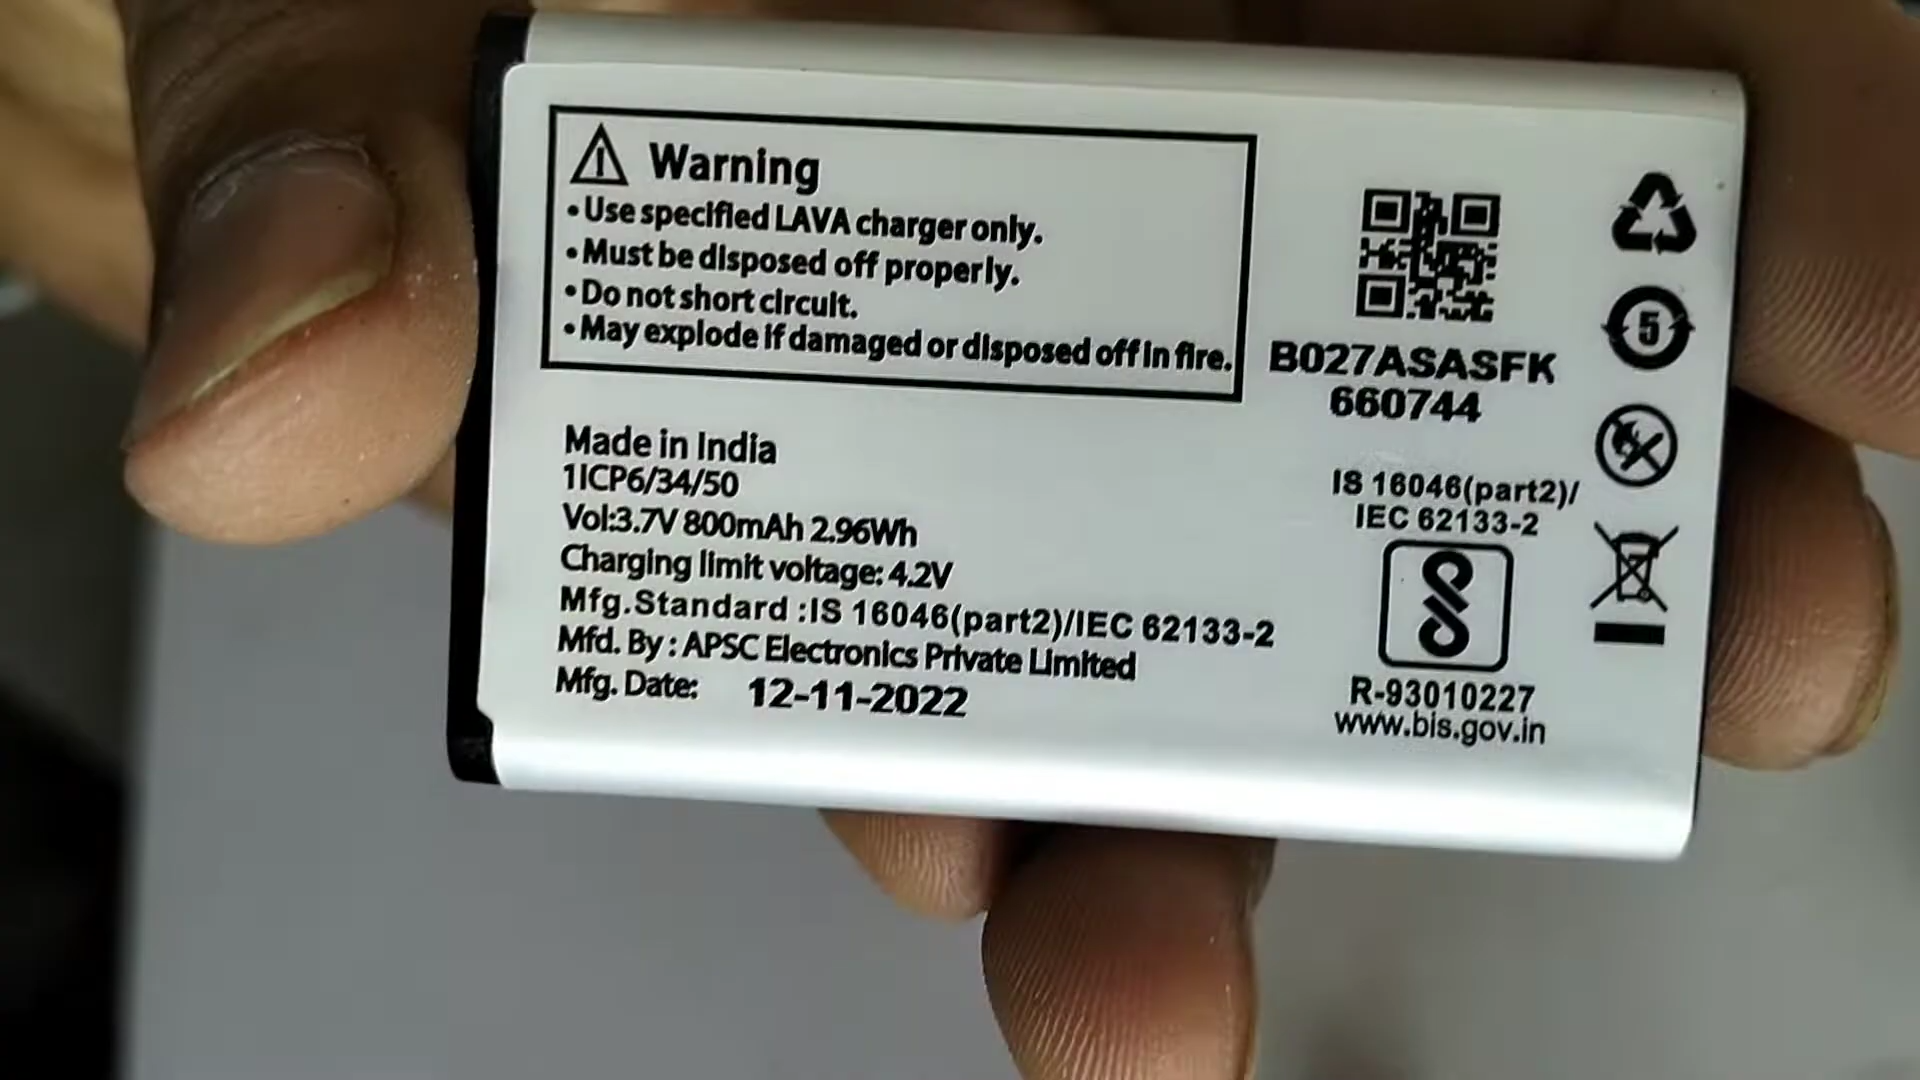 Warning
• Use specified LAVA charger only.
• Must be disposed off properly.
• Do not short circuit.
• May explode if damaged or disposed off in fire.
B027ASASFK
660744
5
Made in India
1ICP6/34/50
Vol:3.7V 800mAh 2.96Wh
Charging limit voltage: 4.2V
Mfg.Standard :IS 16046(part2)/IEC 62133-2
Mfd. By : APSC Electronics Private Limited
Mfg. Date: 12-11-2022
IS 16046(part2)/
IEC 62133-2
R-93010227
www.bis.gov.in